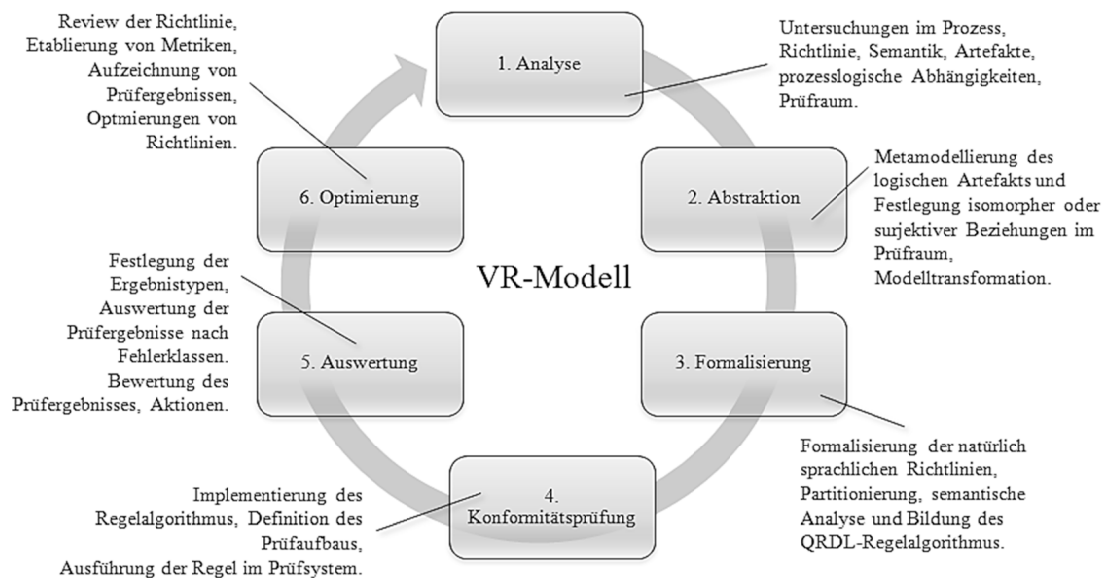 1. Analyse
Untersuchungen im Prozess,
Richtlinie, Semantik, Artefakte,
prozesslogische Abhängigkeiten,
Prüfraum.
2. Abstraktion
Metamodellierung des
logischen Artefakts und
Festlegung isomorpher oder
surjektiver Beziehungen im
Prüfraum,
Modelltransformation.
3. Formalisierung
Formalisierung der natürlich
sprachlichen Richtlinien,
Partitionierung, semantische
Analyse und Bildung des
QRDL-Regelalgorithmus.
4.
Konformitätsprüfung
Implementierung des
Regelalgorithmus, Definition des
Prüfaufbaus,
Ausführung der Regel im Prüfsystem.
5. Auswertung
Festlegung der
Ergebnistypen,
Auswertung der
Prüfergebnisse nach
Fehlerklassen.
Bewertung des
Prüfergebnisses, Aktionen.
6. Optimierung
Review der Richtlinie,
Etablierung von Metriken,
Aufzeichnung von
Prüfergebnissen,
Optmierungen von
Richtlinien.
VR-Modell